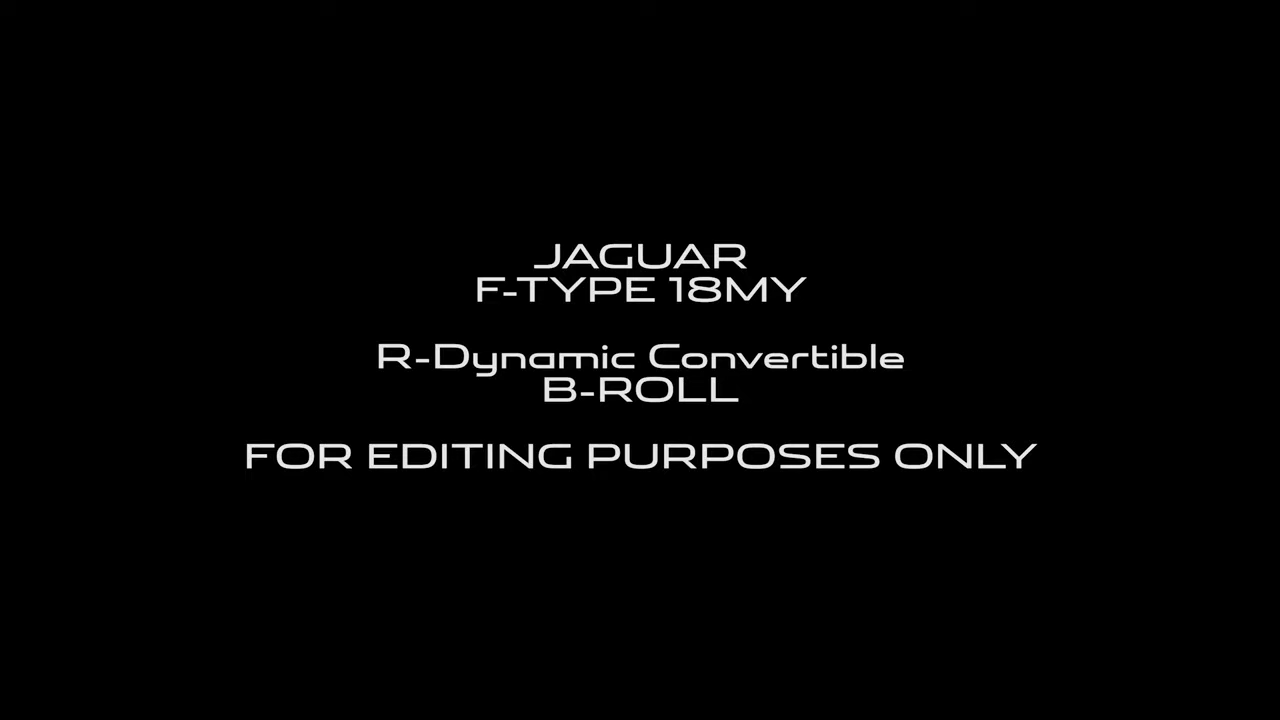 JAGUAR
F-TYPE 18MY
R-Dynamic Convertible
B-ROLL
FOR EDITING PURPOSES ONLY